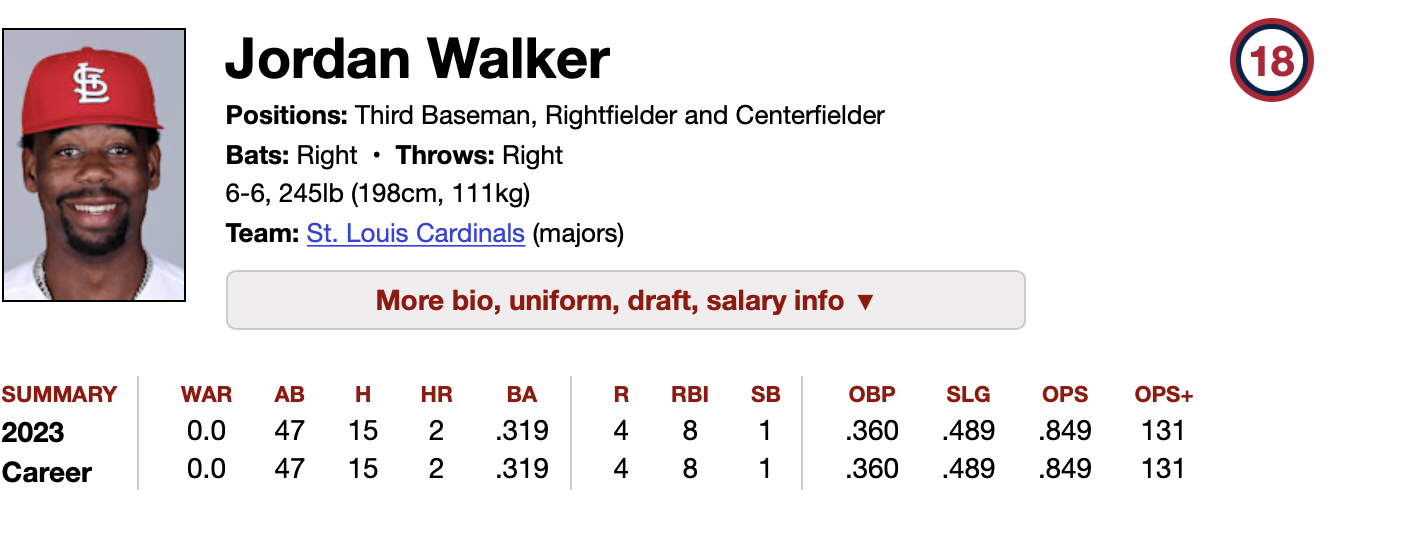 Jordan Walker
18
Positions: Third Baseman, Rightfielder and Centerfielder
Bats: Right • Throws: Right
6-6, 245lb (198cm, 111kg)
Team: St. Louis Cardinals (majors)
More bio, uniform, draft, salary info ▼
SUMMARY WAR AB H HR BA R RBI SB OBP SLG OPS OPS+
2023 0.0 47 15 2 .319 4 8 1 .360 .489 .849 131
Career 0.0 47 15 2 .319 4 8 1 .360 .489 .849 131